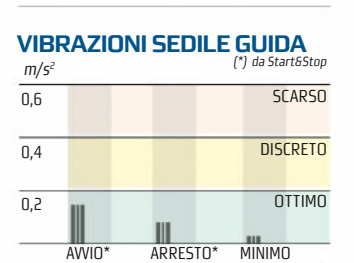 VIBRAZIONI SEDILE GUIDA
m/s² (*) da Start&Stop
0,6 SCARSO
0,4 DISCRETO
0,2 OTTIMO
AVVIO* ARRESTO* MINIMO